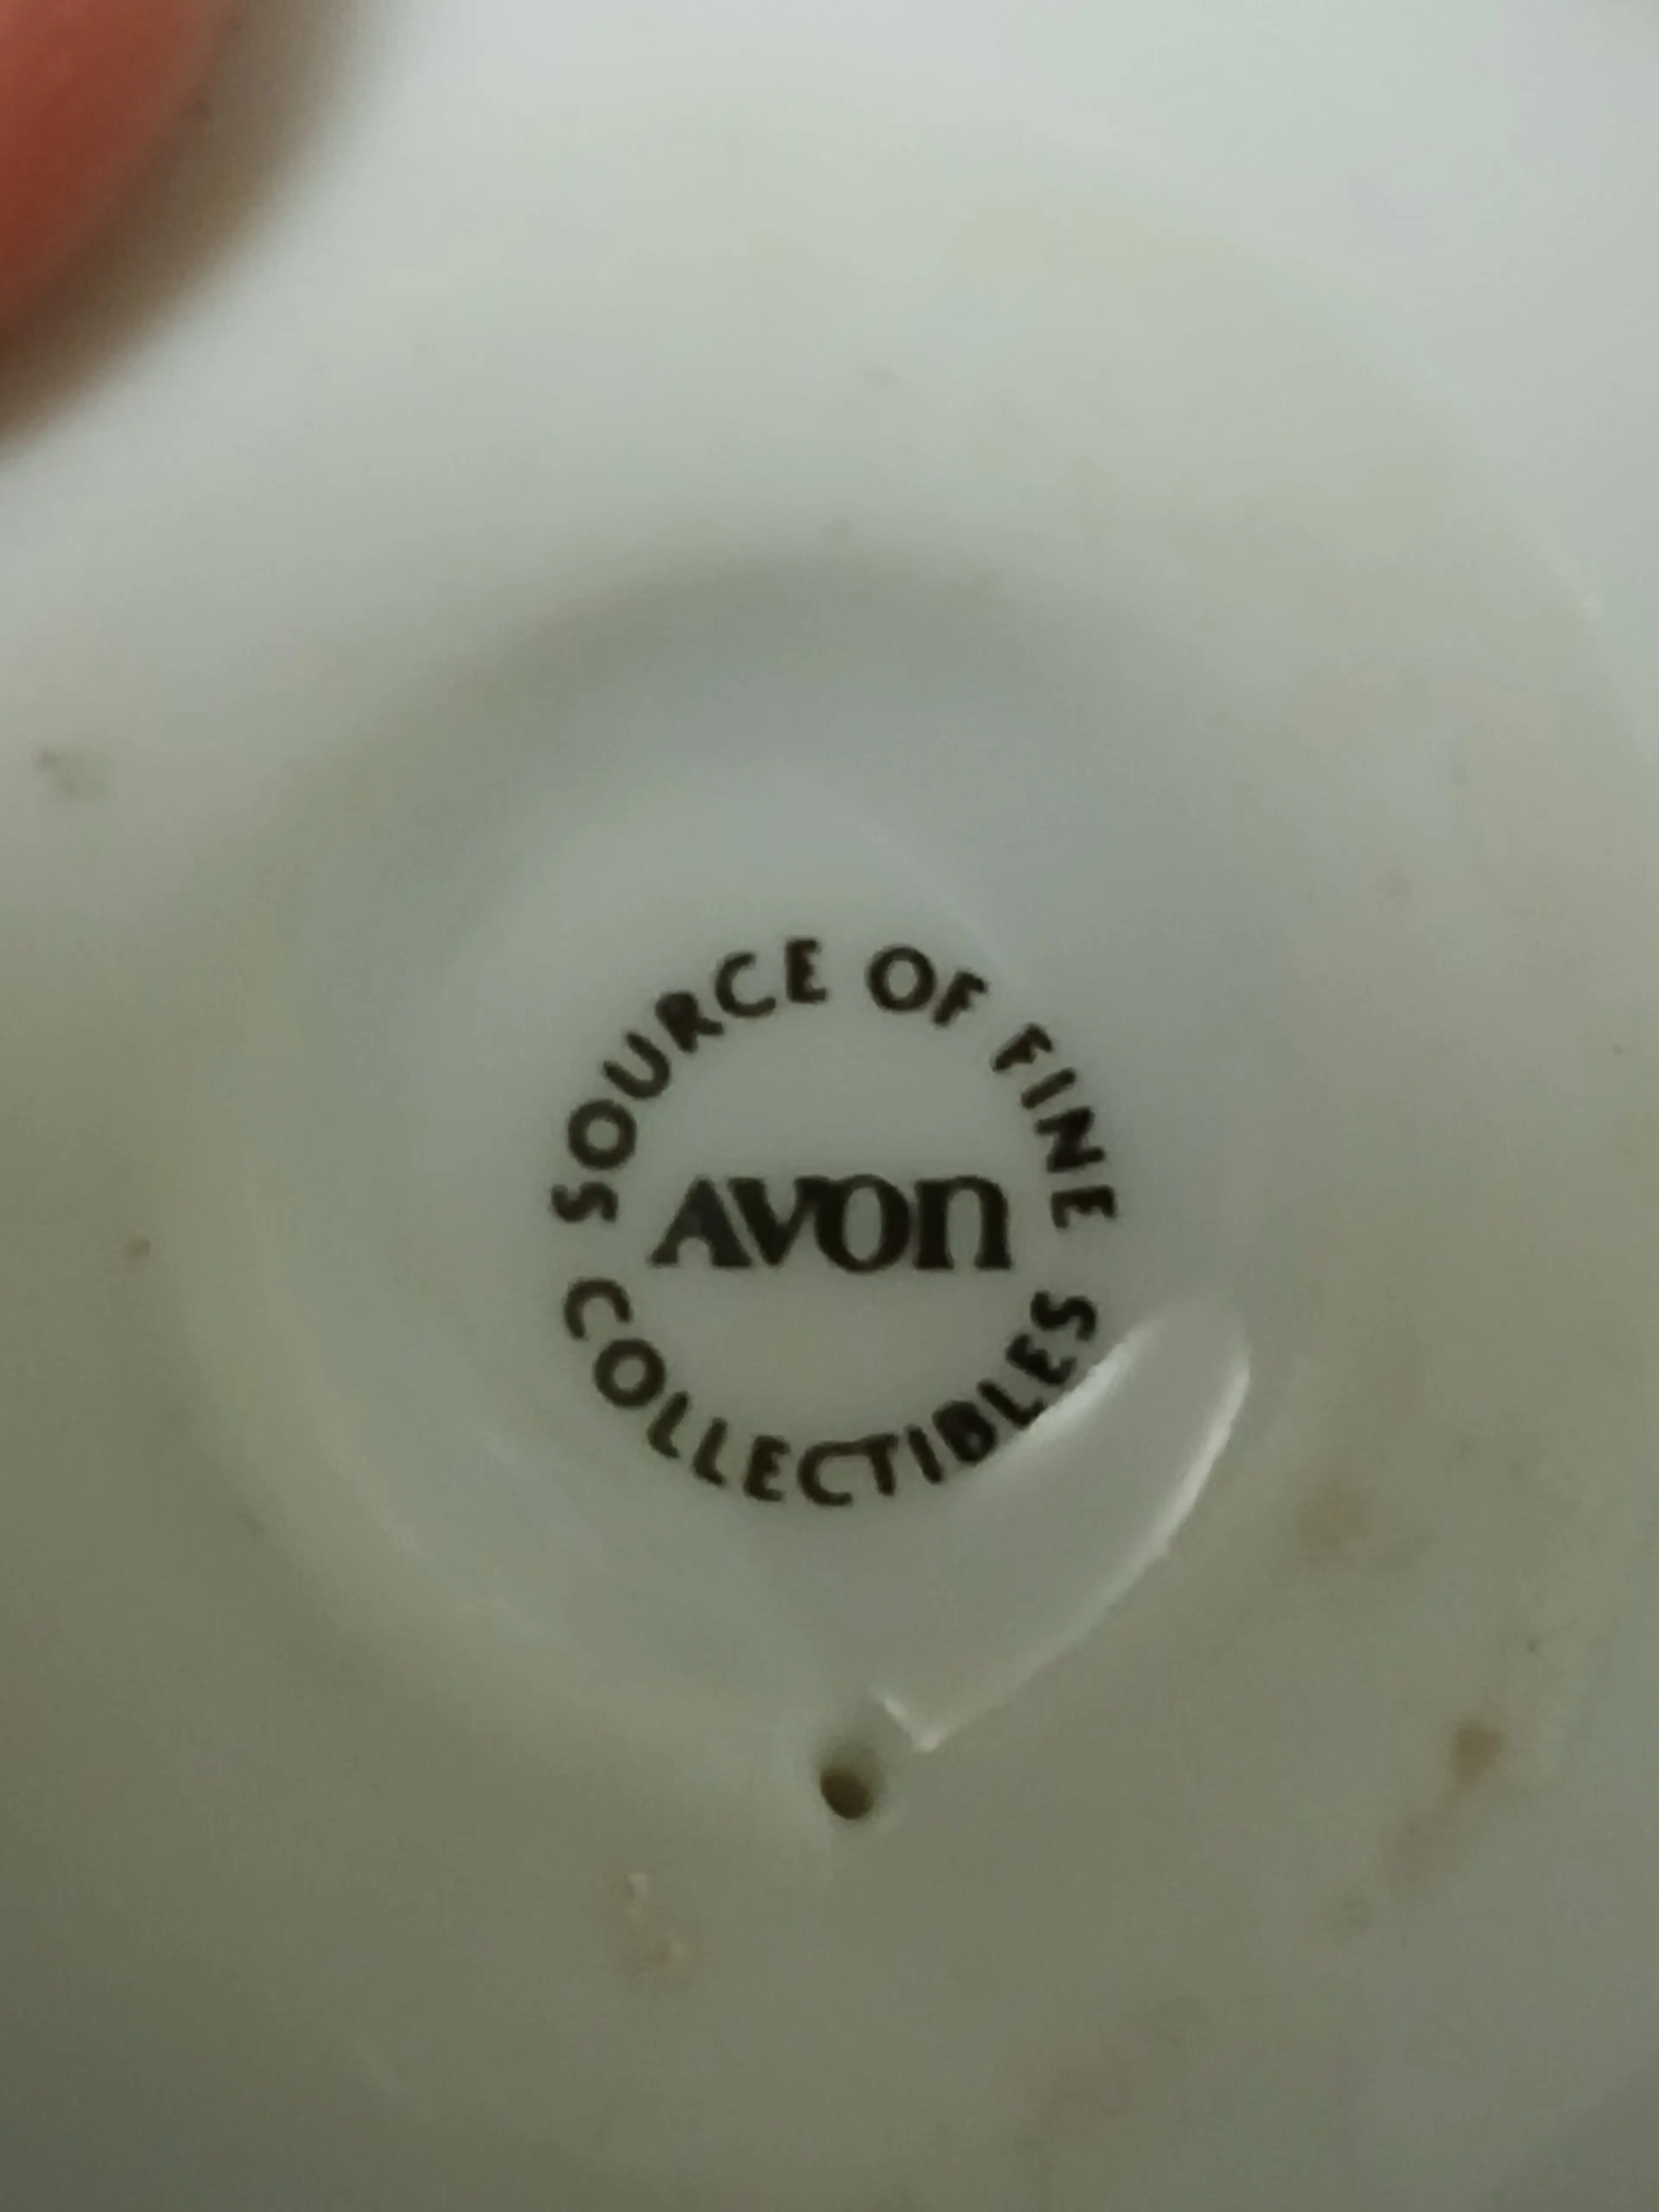 SOURCE OF FINE
AVON
COLLECTIBLES